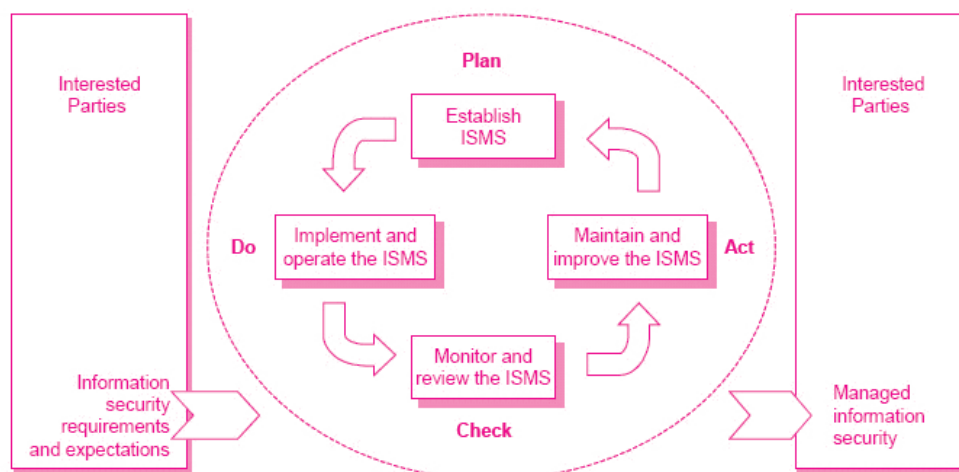 Interested
Parties
Information
security
requirements
and expectations
Plan
Establish
ISMS
Do
Implement and
operate the ISMS
Maintain and
improve the ISMS
Act
Monitor and
review the ISMS
Check
Interested
Parties
Managed
information
security